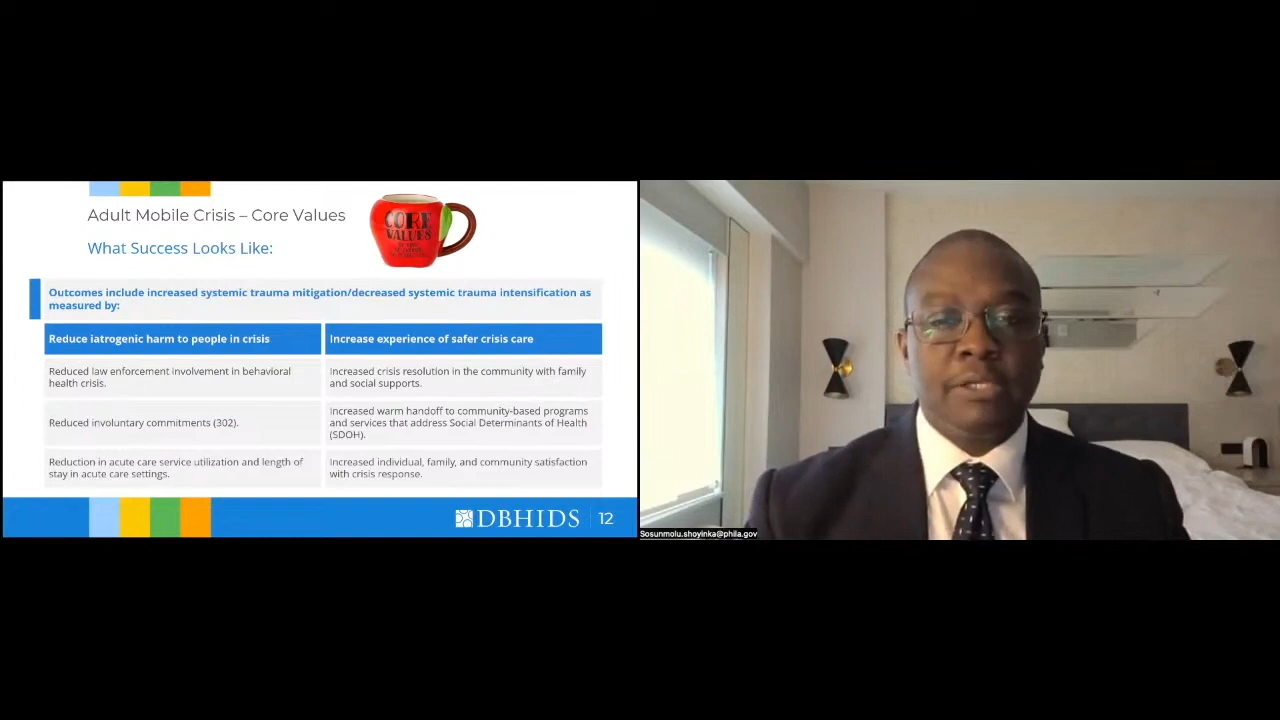 Adult Mobile Crisis – Core Values
What Success Looks Like:
CORE
VALUES
Outcomes include increased systemic trauma mitigation/decreased systemic trauma intensification as
measured by:
Reduce iatrogenic harm to people in crisis
Increase experience of safer crisis care
Reduced law enforcement involvement in behavioral
health crisis.
Increased crisis resolution in the community with family
and social supports.
Reduced involuntary commitments (302).
Increased warm handoff to community-based programs
and services that address Social Determinants of Health
(SDOH).
Reduction in acute care service utilization and length of
stay in acute care settings.
Increased individual, family, and community satisfaction
with crisis response.
DBHIDS
12
Sosunmolu.shoyinka@phila.gov